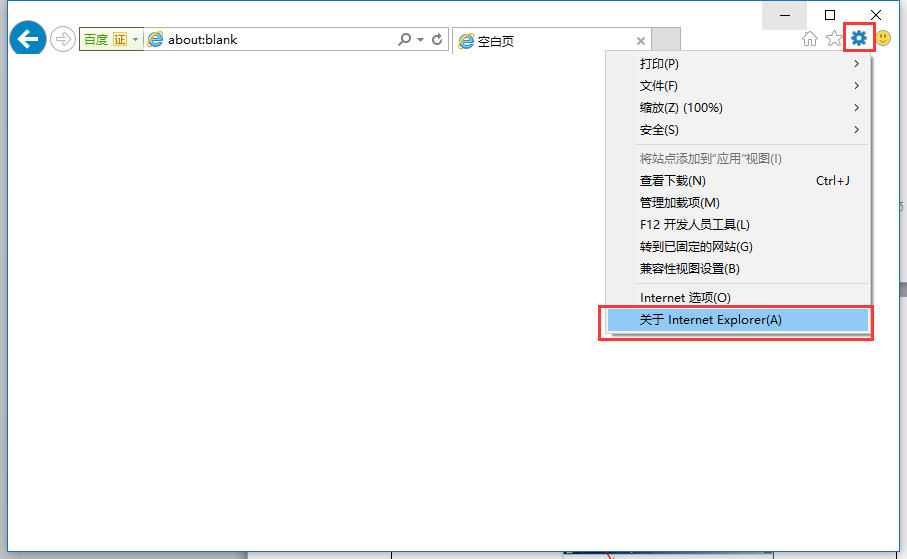 百度 证
about:blank
空白页
打印(P)
文件(F)
缩放(Z) (100%)
安全(S)
将站点添加到“应用”视图(I)
查看下载(N) Ctrl+J
管理加载项(M)
F12 开发人员工具(L)
转到已固定的网站(G)
兼容性视图设置(B)
Internet 选项(O)
关于 Internet Explorer(A)